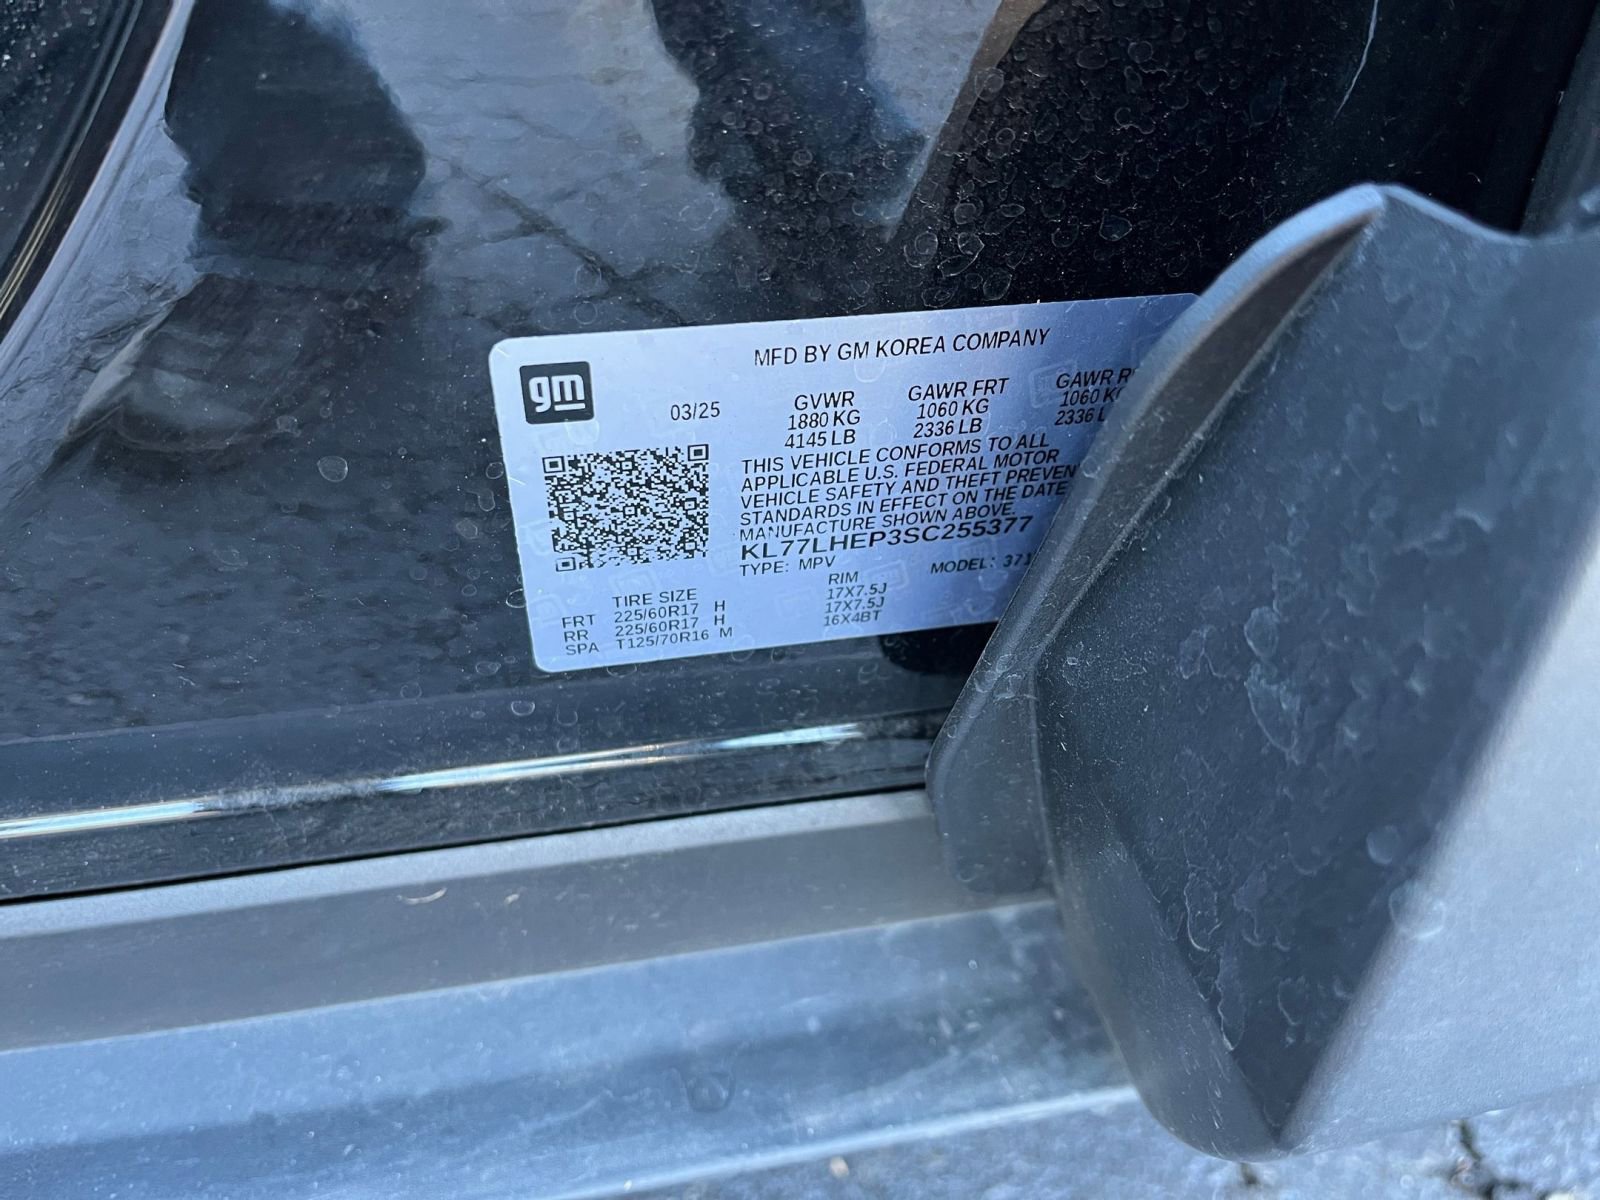 gm
MFD BY GM KOREA COMPANY
03/25
GVWR GAWR FRT GAWR
1880 KG 1060 KG 1060 KG
4145 LB 2336 LB 2336
THIS VEHICLE CONFORMS TO ALL
APPLICABLE U.S. FEDERAL MOTOR
VEHICLE SAFETY AND THEFT PREVEN
STANDARDS IN EFFECT ON THE DATE
MANUFACTURE SHOWN ABOVE.
KL77LHEP3SC255377
TYPE: MPV MODEL: 371
TIRE SIZE RIM
FRT 225/60R17 H 17X7.5J
RR 225/60R17 H 17X7.5J
SPA T125/70R16 M 16X4BT